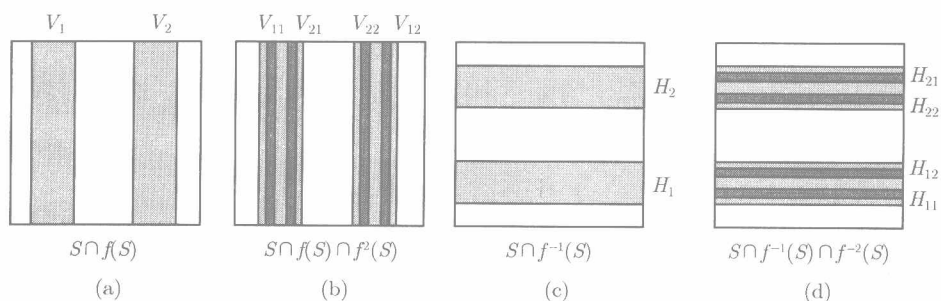 V₁ V₂
S∩f(S)
(a)
V₁₁ V₂₁ V₂₂ V₁₂
S∩f(S)∩f²(S)
(b)
H₂
H₁
S∩f⁻¹(S)
(c)
H₂₁
H₂₂
H₁₂
H₁₁
S∩f⁻¹(S)∩f⁻²(S)
(d)